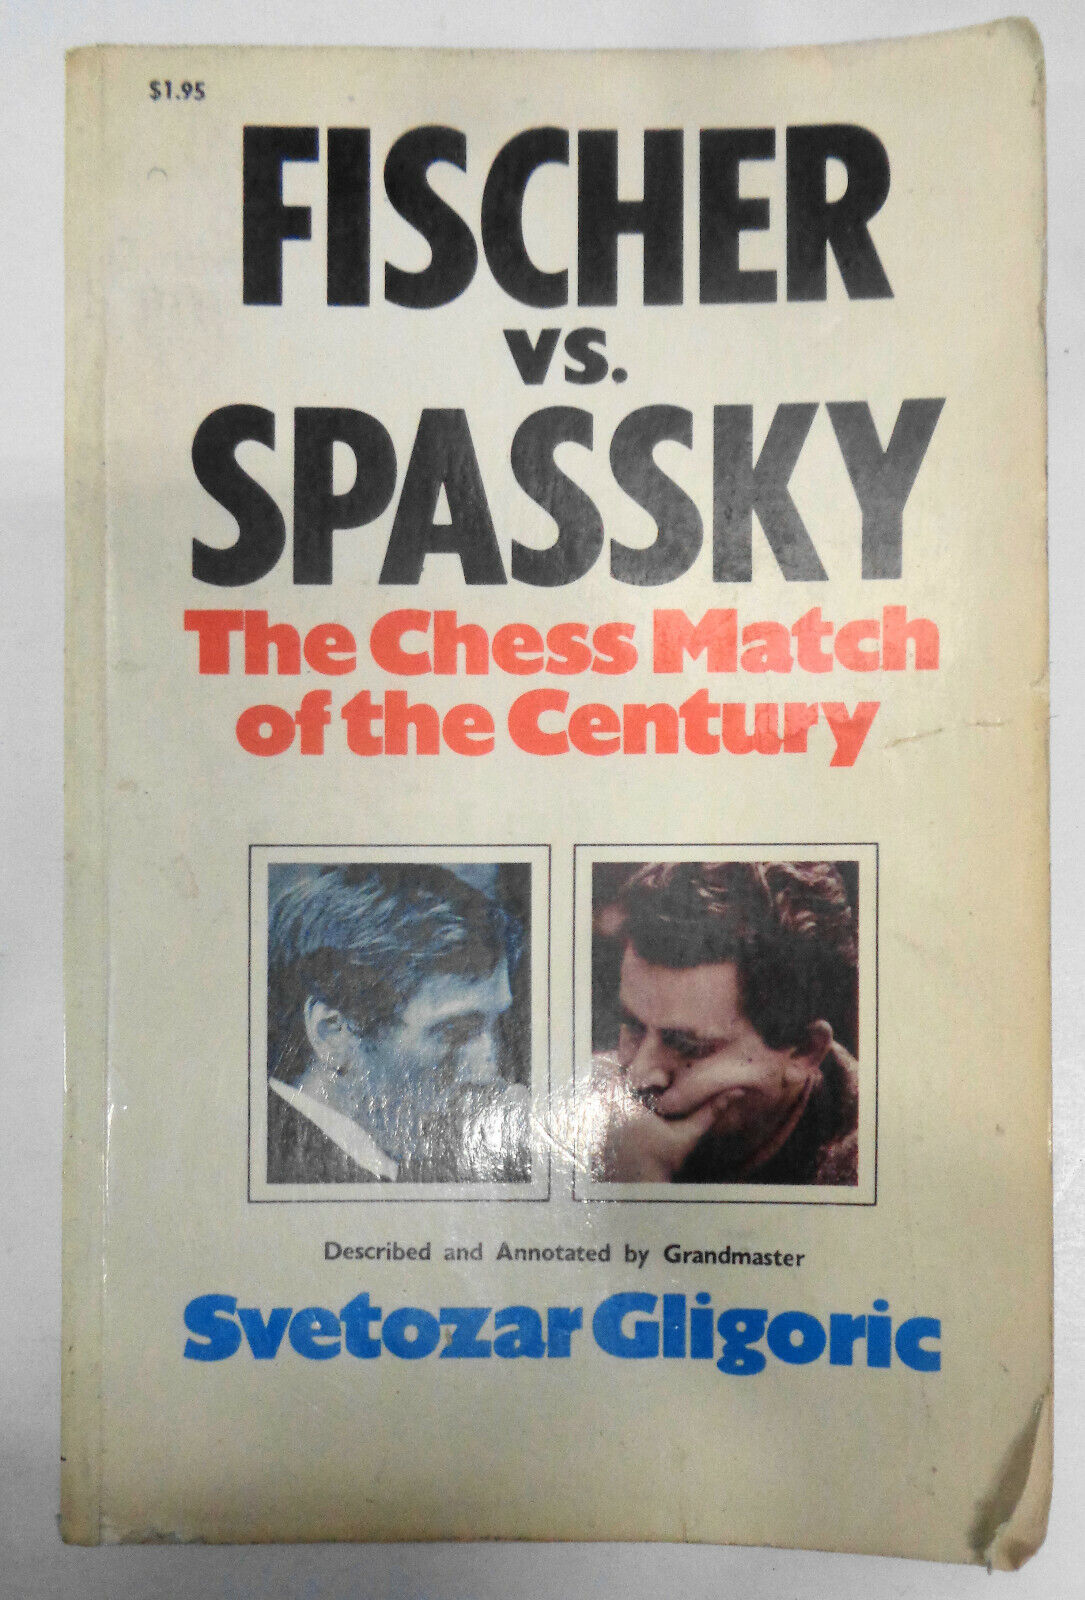 $1.95
FISCHER
vs.
SPASSKY
The Chess Match
of the Century
Described and Annotated by Grandmaster
Svetozar Gligoric